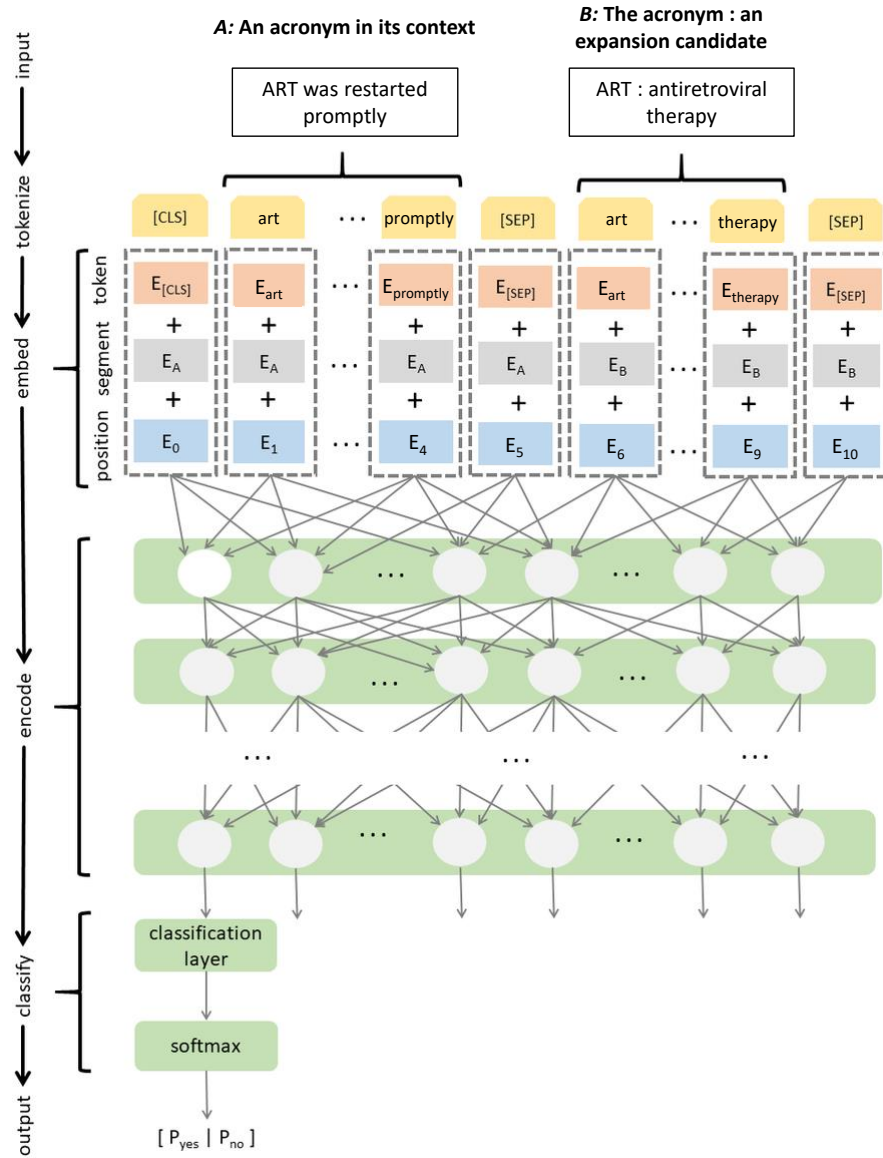 A: An acronym in its context
B: The acronym : an
expansion candidate
input
ART was restarted
promptly
ART : antiretroviral
therapy
tokenize
[CLS] art ... promptly [SEP] art ... therapy [SEP]
embed
token
E[CLS] Eart ... Epromptly E[SEP] Eart ... Etherapy E[SEP]
+ + + + + + +
segment
EA EA ... EA EA EB ... EB EB
+ + + + + + +
position
E0 E1 ... E4 E5 E6 ... E9 E10
... ...
encode
... ...
... ... ...
... ...
classify
classification
layer
softmax
output
[ Pyes | Pno ]